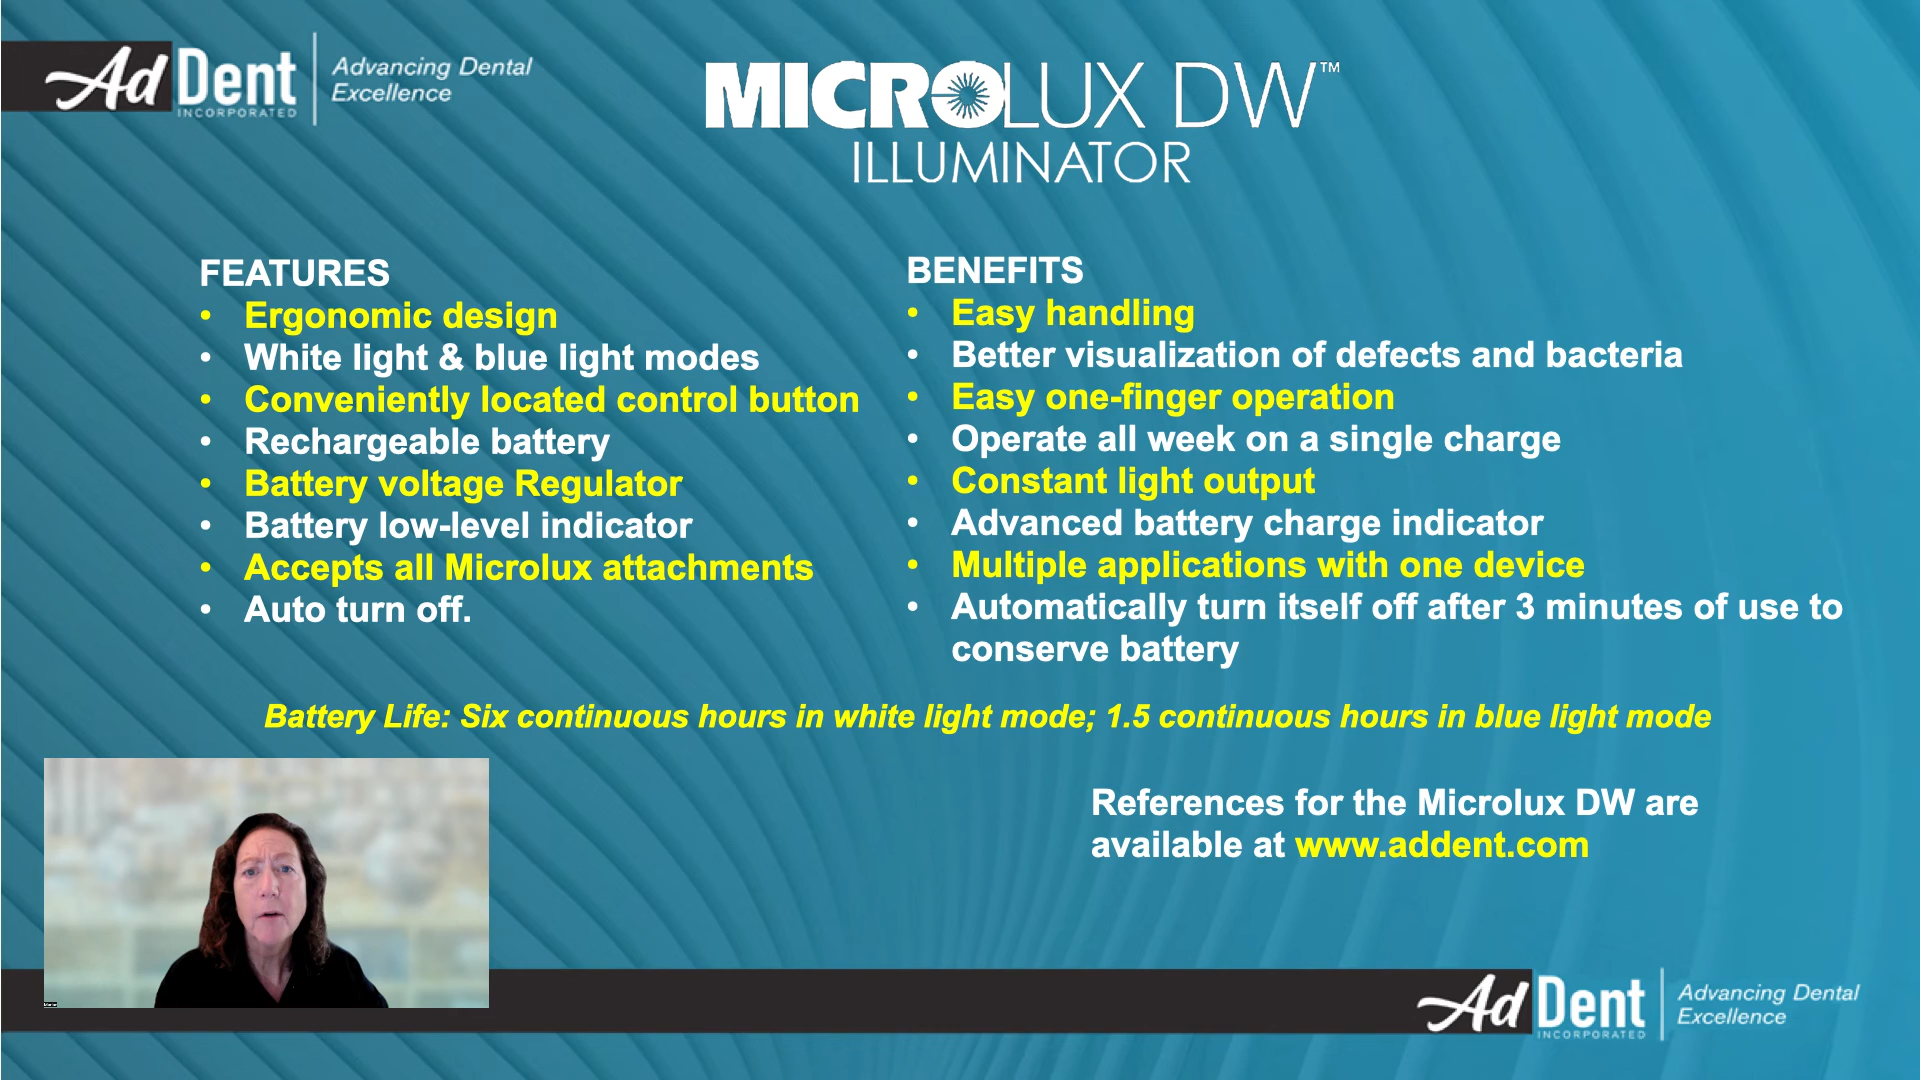 AdDent
INCORPORATED
Advancing Dental
Excellence
MICROLUX DW™
ILLUMINATOR
FEATURES
• Ergonomic design
• White light & blue light modes
• Conveniently located control button
• Rechargeable battery
• Battery voltage Regulator
• Battery low-level indicator
• Accepts all Microlux attachments
• Auto turn off.
BENEFITS
• Easy handling
• Better visualization of defects and bacteria
• Easy one-finger operation
• Operate all week on a single charge
• Constant light output
• Advanced battery charge indicator
• Multiple applications with one device
• Automatically turn itself off after 3 minutes of use to
conserve battery
Battery Life: Six continuous hours in white light mode; 1.5 continuous hours in blue light mode
References for the Microlux DW are
available at www.addent.com
AdDent
INCORPORATED
Advancing Dental
Excellence